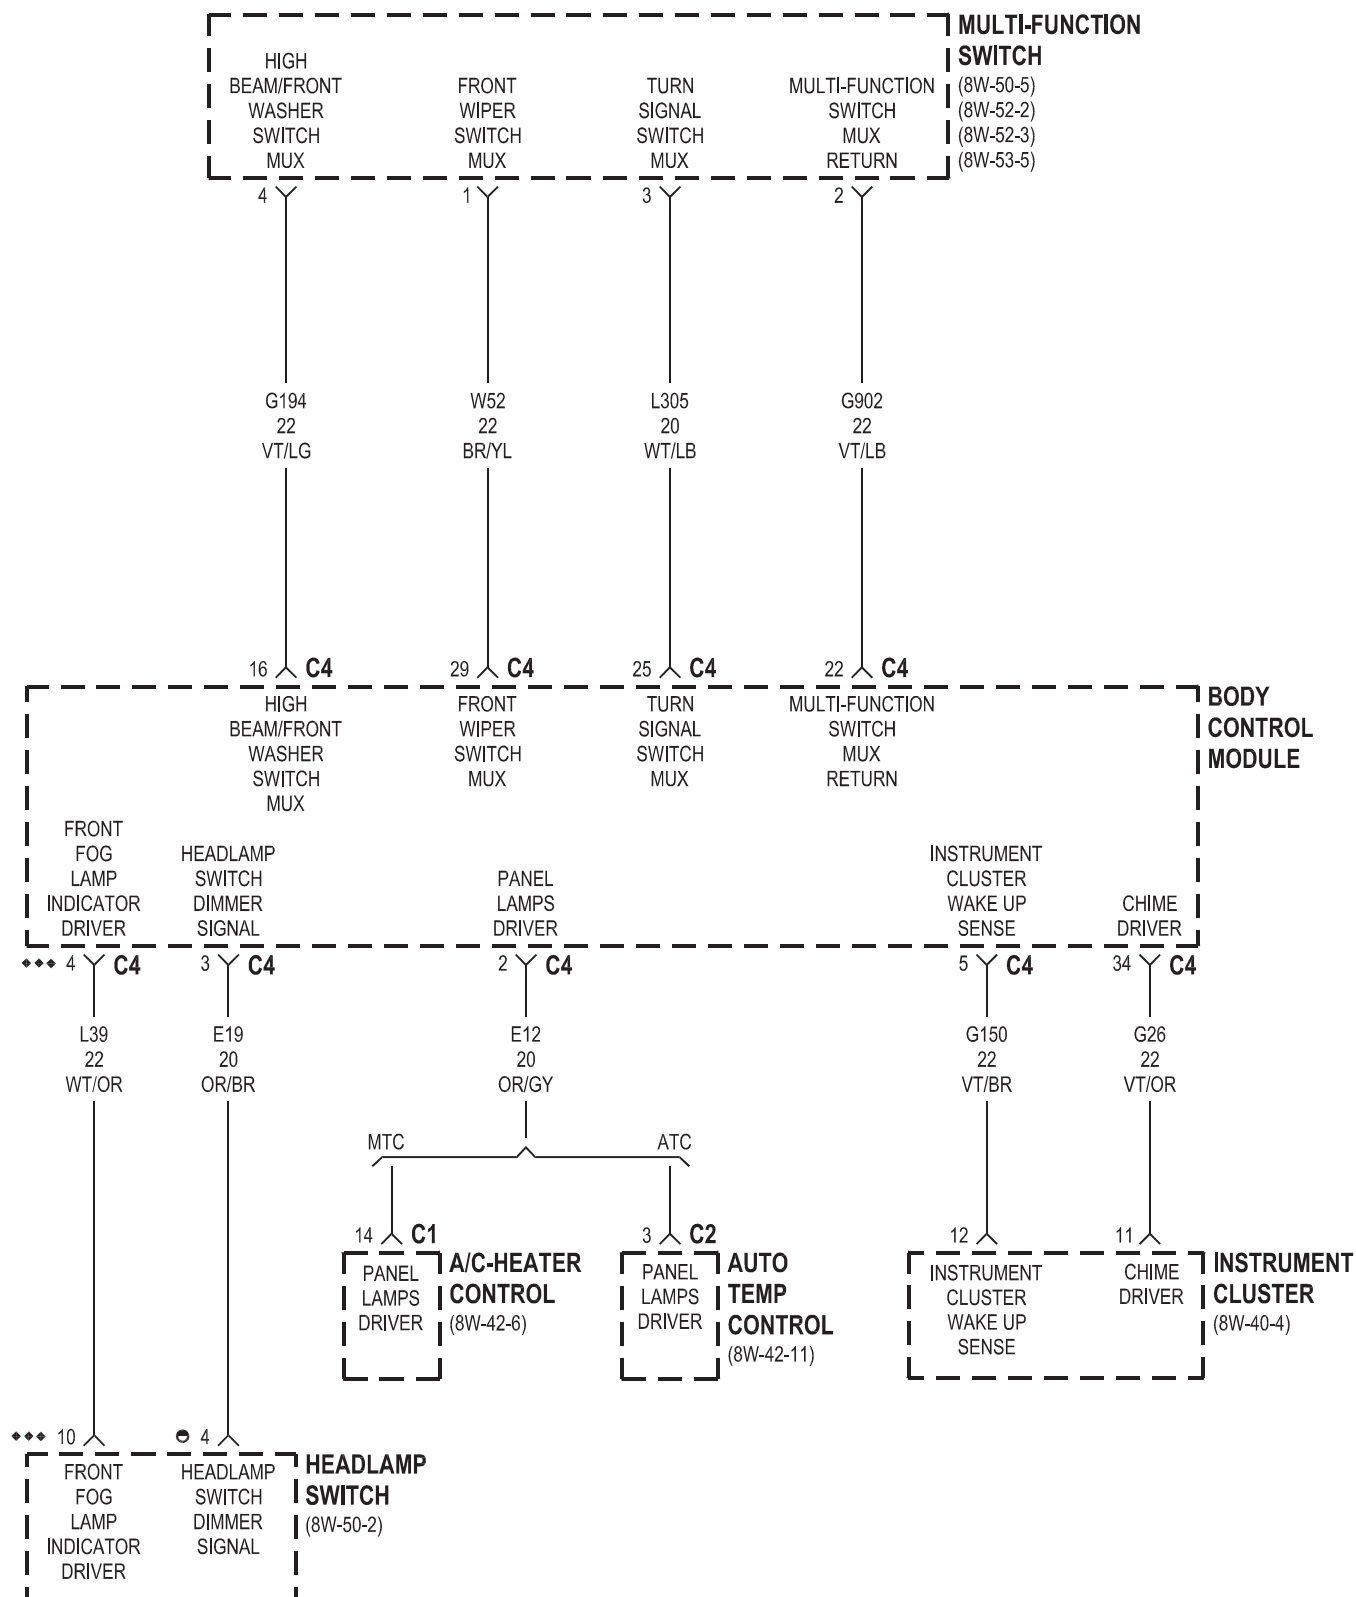 MULTI-FUNCTION
SWITCH
(8W-50-5)
(8W-52-2)
(8W-52-3)
(8W-53-5)
HIGH
BEAM/FRONT
WASHER
SWITCH
MUX
FRONT
WIPER
SWITCH
MUX
TURN
SIGNAL
SWITCH
MUX
MULTI-FUNCTION
SWITCH
MUX
RETURN
4
1
3
2
G194
22
VT/LG
W52
22
BR/YL
L305
20
WT/LB
G902
22
VT/LB
16 C4
29 C4
25 C4
22 C4
BODY
CONTROL
MODULE
HIGH
BEAM/FRONT
WASHER
SWITCH
MUX
FRONT
WIPER
SWITCH
MUX
TURN
SIGNAL
SWITCH
MUX
MULTI-FUNCTION
SWITCH
MUX
RETURN
FRONT
FOG
LAMP
INDICATOR
DRIVER
HEADLAMP
SWITCH
DIMMER
SIGNAL
PANEL
LAMPS
DRIVER
INSTRUMENT
CLUSTER
WAKE UP
SENSE
CHIME
DRIVER
4 C4
3 C4
2 C4
5 C4
34 C4
L39
22
WT/OR
E19
20
OR/BR
E12
20
OR/GY
G150
22
VT/BR
G26
22
VT/OR
MTC
ATC
14 C1
3 C2
12
11
PANEL
LAMPS
DRIVER
A/C-HEATER
CONTROL
(8W-42-6)
PANEL
LAMPS
DRIVER
AUTO
TEMP
CONTROL
(8W-42-11)
INSTRUMENT
CLUSTER
WAKE UP
SENSE
CHIME
DRIVER
INSTRUMENT
CLUSTER
(8W-40-4)
10
4
FRONT
FOG
LAMP
INDICATOR
DRIVER
HEADLAMP
SWITCH
DIMMER
SIGNAL
HEADLAMP
SWITCH
(8W-50-2)